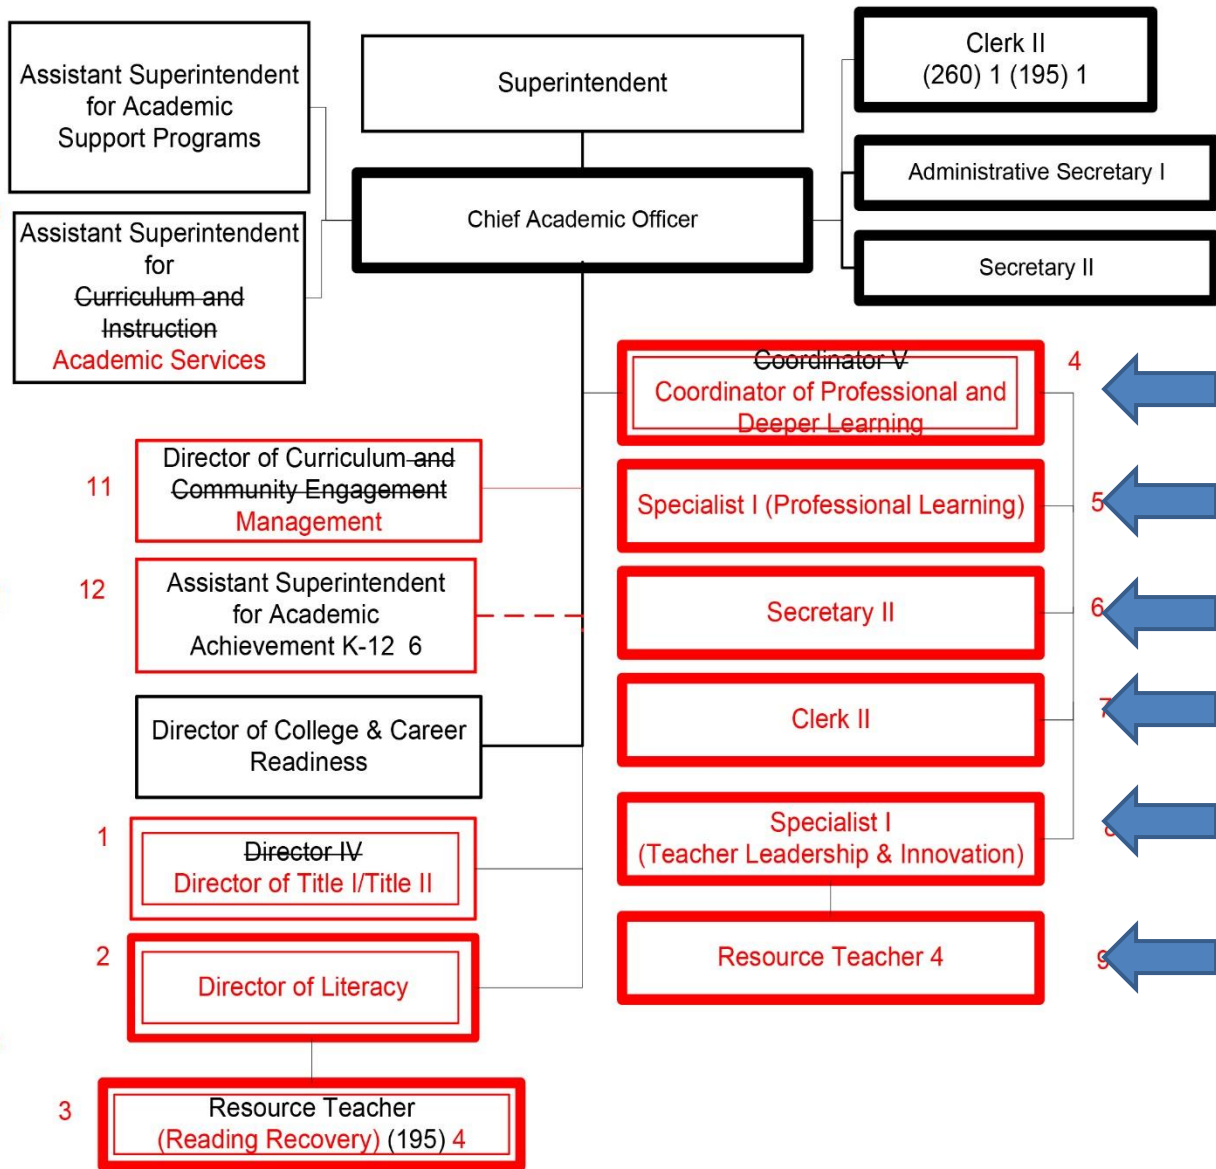 Assistant Superintendent
for Academic
Support Programs
Superintendent
Clerk II
(260) 1 (195) 1
Administrative Secretary I
Chief Academic Officer
Secretary II
Assistant Superintendent
for
Curriculum and
Instruction
Academic Services
Coordinator V
Coordinator of Professional and
Deeper Learning
4
11
Director of Curriculum and
Community Engagement
Management
Specialist I (Professional Learning)
5
12
Assistant Superintendent
for Academic
Achievement K-12 6
Secretary II
6
Director of College & Career
Readiness
Clerk II
7
1
Director IV
Director of Title I/Title II
Specialist I
(Teacher Leadership & Innovation)
8
2
Director of Literacy
Resource Teacher 4
9
3
Resource Teacher
(Reading Recovery) (195) 4